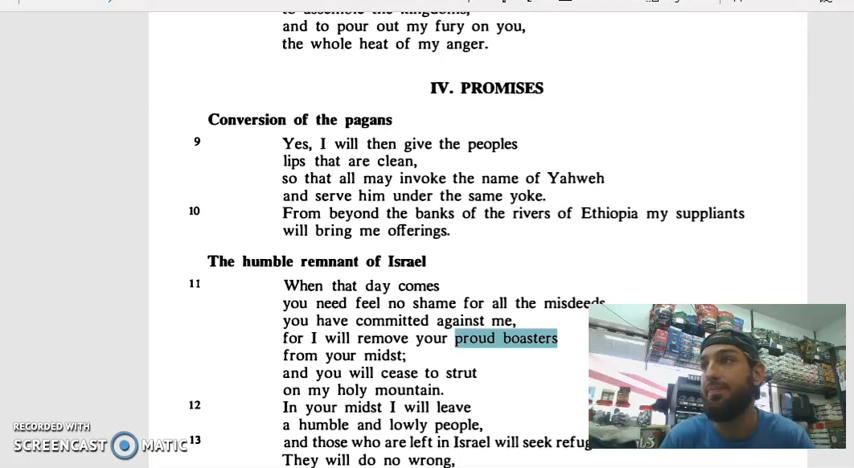 to assemble the kingdoms,
and to pour out my fury on you,
the whole heat of my anger.
IV. PROMISES
Conversion of the pagans
9 Yes, I will then give the peoples
lips that are clean,
so that all may invoke the name of Yahweh
and serve him under the same yoke.
10 From beyond the banks of the rivers of Ethiopia my suppliants
will bring me offerings.
The humble remnant of Israel
11 When that day comes
you need feel no shame for all the misdeeds
you have committed against me,
for I will remove your proud boasters
from your midst;
and you will cease to strut
on my holy mountain.
12 In your midst I will leave
a humble and lowly people,
13 and those who are left in Israel will seek
They will do no wrong,
RECORDED WITH
SCREENCAST MATIC